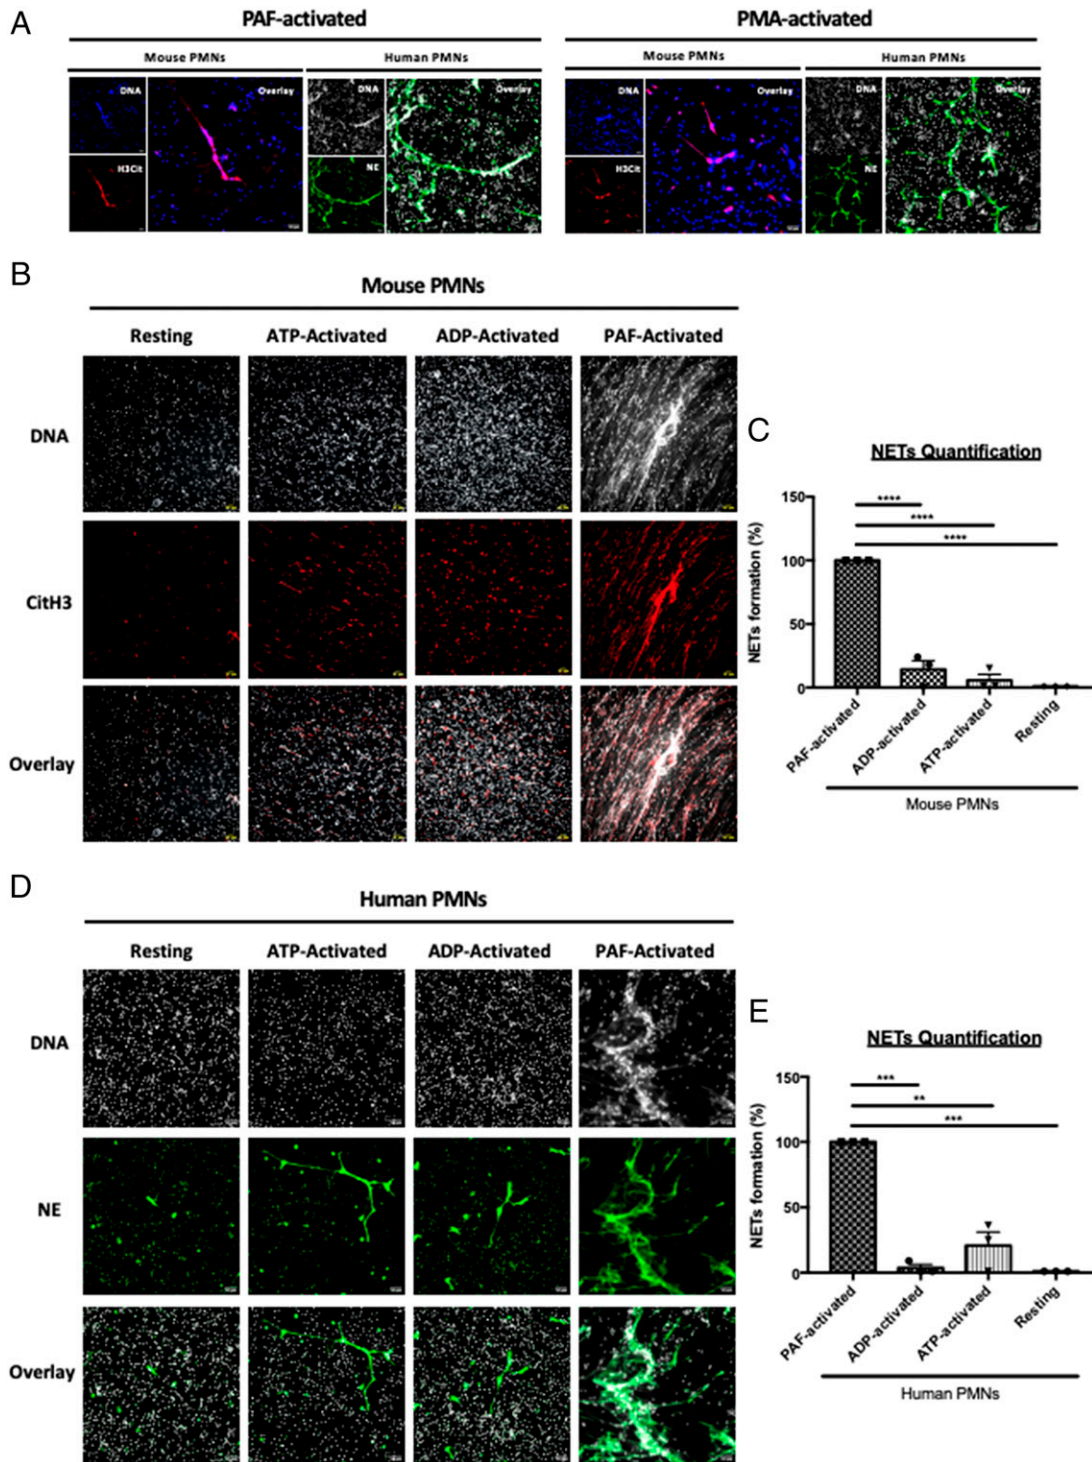 A
PAF-activated
PMA-activated
Mouse PMNs
Human PMNs
Mouse PMNs
Human PMNs
DNA
Overlay
DNA
Overlay
DNA
Overlay
DNA
Overlay
H3Cit
NE
H3Cit
NE
B
Mouse PMNs
Resting
ATP-Activated
ADP-Activated
PAF-Activated
DNA
CitH3
Overlay
C
NETs Quantification
NETs formation (%)
150
100
50
0
****
****
****
PAF-activated
ADP-activated
ATP-activated
Resting
Mouse PMNs
D
Human PMNs
Resting
ATP-Activated
ADP-Activated
PAF-Activated
DNA
NE
Overlay
E
NETs Quantification
NETs formation (%)
150
100
50
0
***
**
***
PAF-activated
ADP-activated
ATP-activated
Resting
Human PMNs